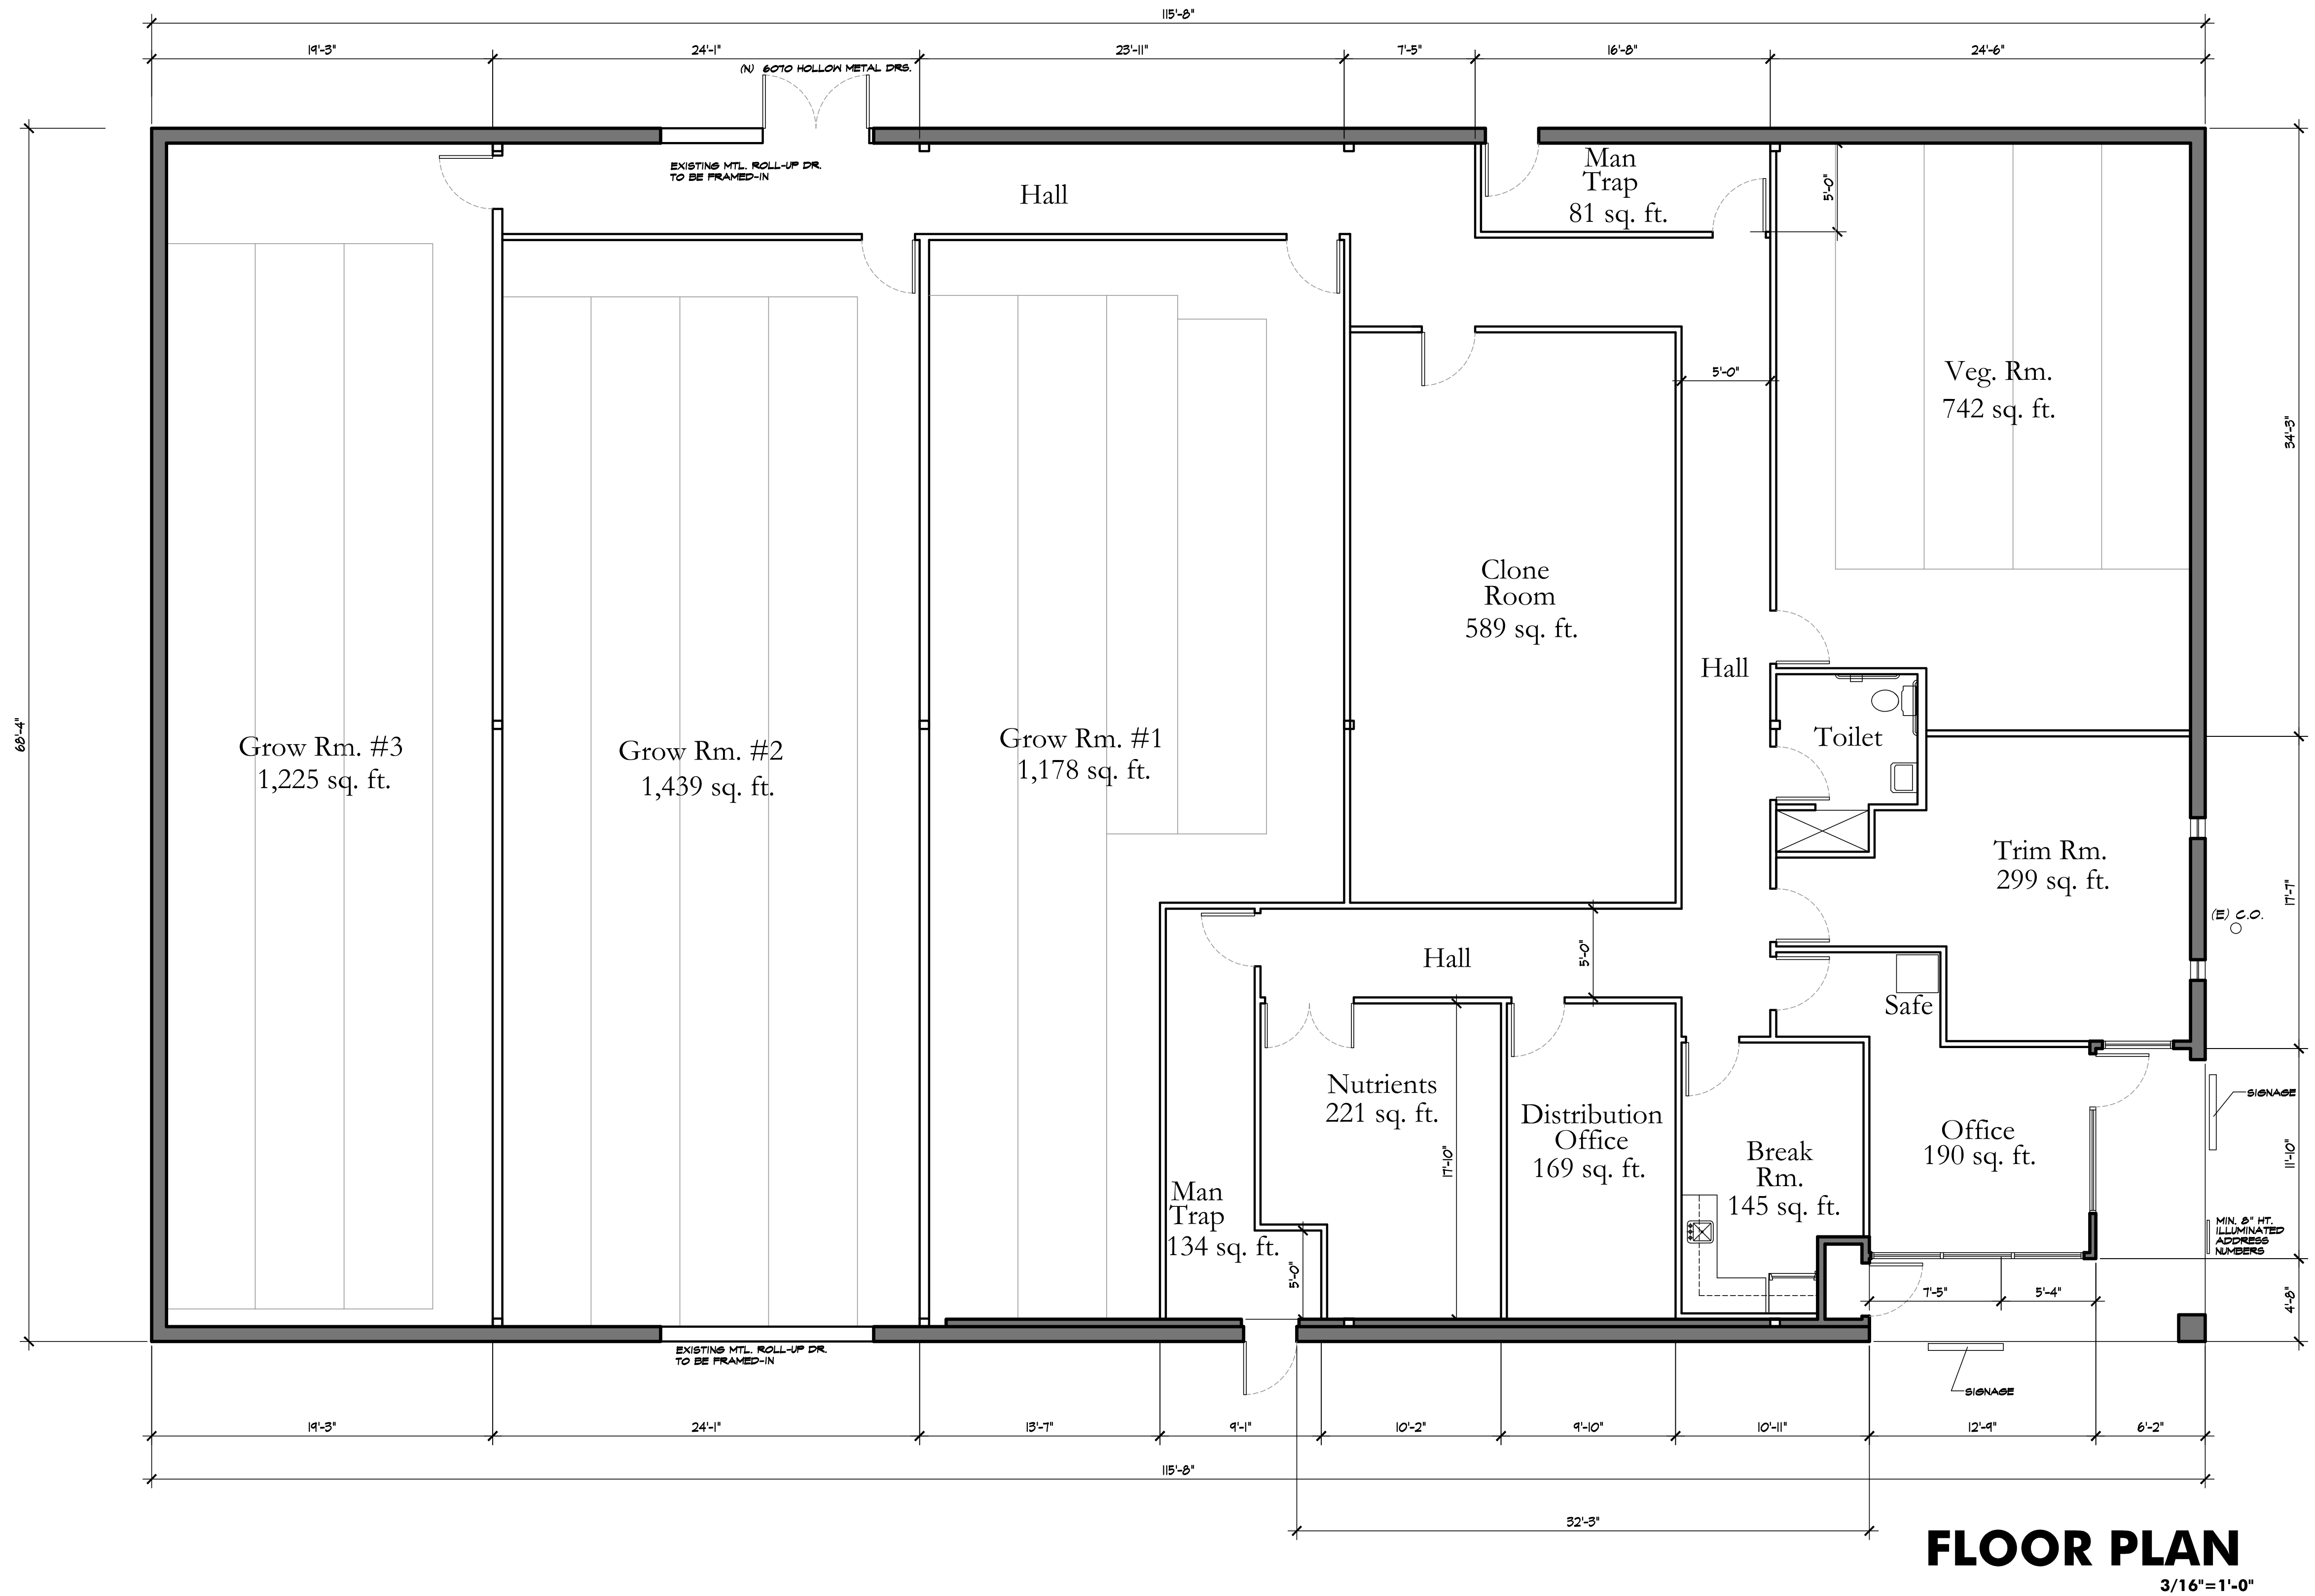 115'-8"
19'-3"
24'-1"
23'-11"
7'-5"
16'-8"
24'-6"
(N) 6070 HOLLOW METAL DRS.
EXISTING MTL. ROLL-UP DR.
TO BE FRAMED-IN
Hall
Man
Trap
81 sq. ft.
5'-0"
Veg. Rm.
742 sq. ft.
5'-0"
34'-3"
Clone
Room
589 sq. ft.
Hall
68'-4"
Grow Rm. #3
1,225 sq. ft.
Grow Rm. #2
1,439 sq. ft.
Grow Rm. #1
1,178 sq. ft.
Toilet
Trim Rm.
299 sq. ft.
17'-7"
(E) C.O.
Hall
5'-0"
Safe
Nutrients
221 sq. ft.
17'-10"
Distribution
Office
169 sq. ft.
Break
Rm.
145 sq. ft.
Office
190 sq. ft.
SIGNAGE
11'-10"
Man
Trap
134 sq. ft.
5'-0"
MIN. 8" HT.
ILLUMINATED
ADDRESS
NUMBERS
7'-5"
5'-4"
4'-8"
EXISTING MTL. ROLL-UP DR.
TO BE FRAMED-IN
SIGNAGE
19'-3"
24'-1"
13'-7"
9'-1"
10'-2"
9'-10"
10'-11"
12'-9"
6'-2"
115'-8"
32'-3"
FLOOR PLAN
3/16"=1'-0"